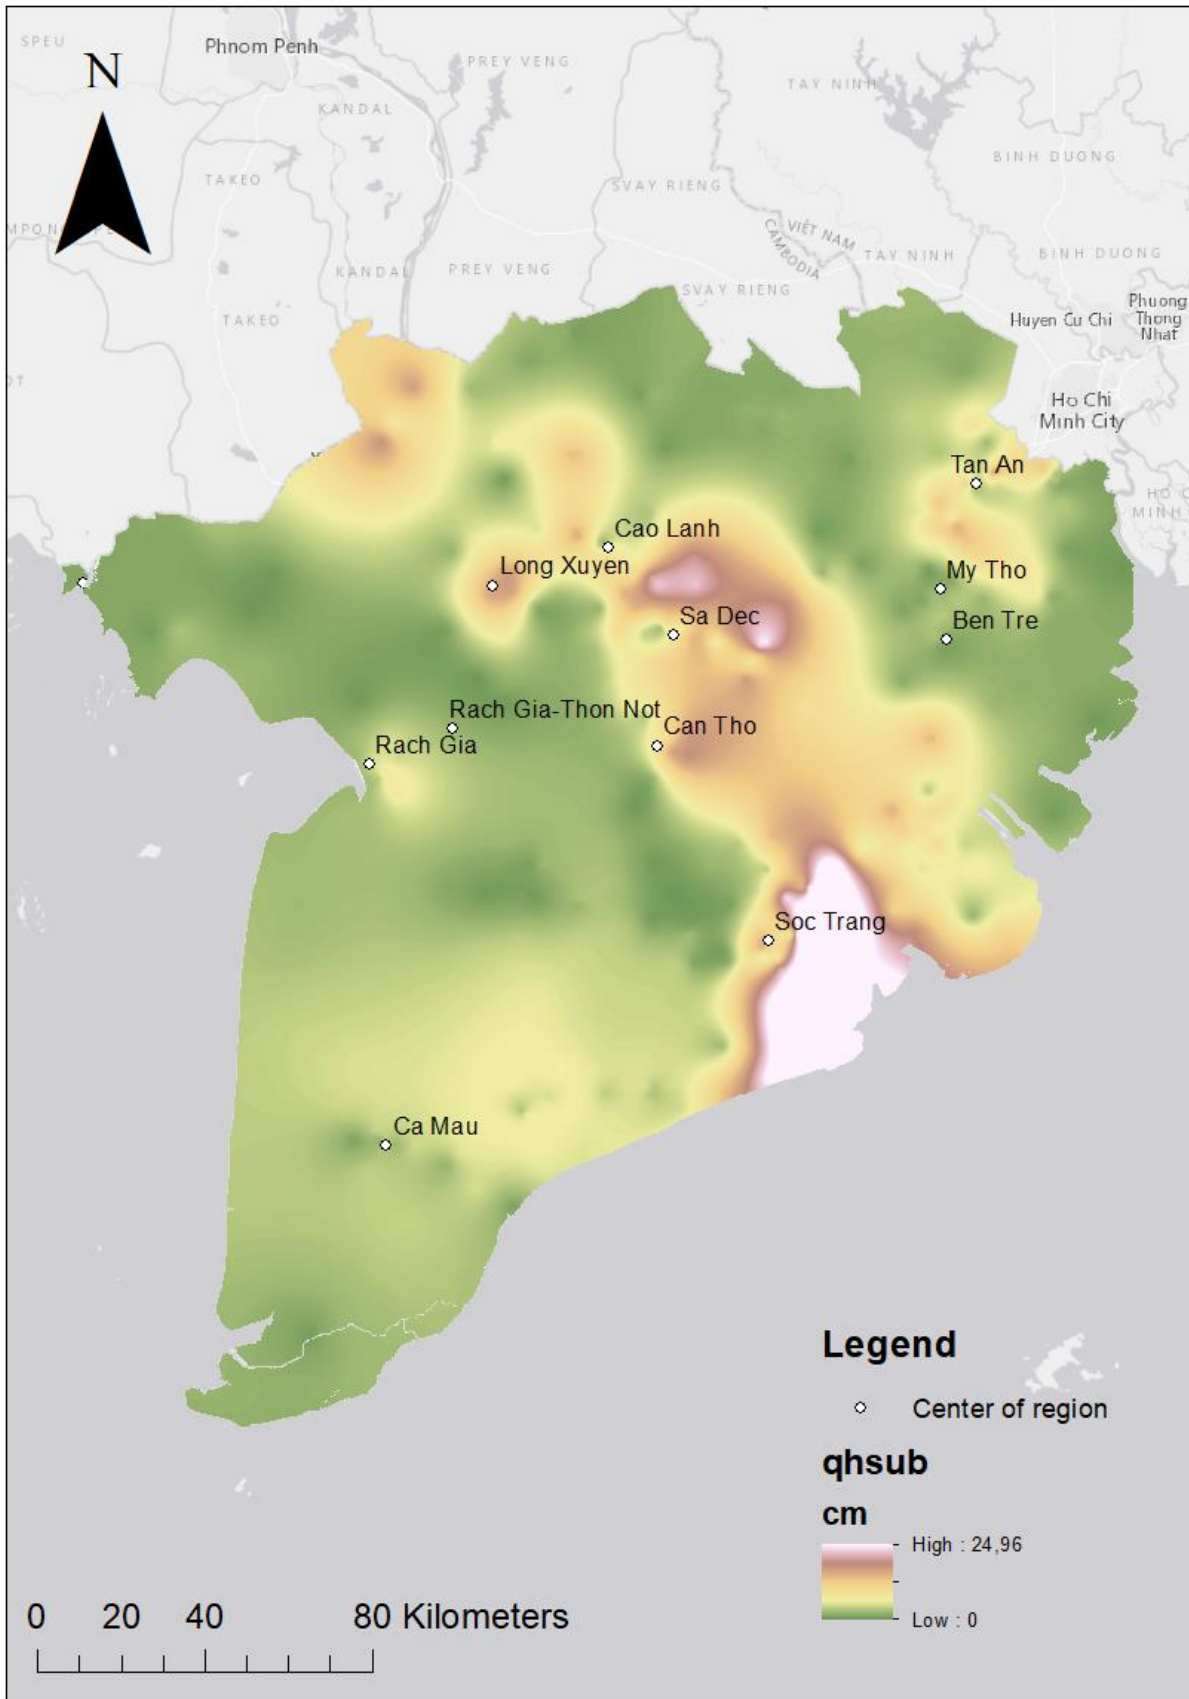 SPEU
Phnom Penh
PREY VENG
TAY NINH
N
KANDAL
BINH DUONG
TAKEO
SVAY RIENG
VIỆT NAM
CAMBODIA
TAY NINH
BINH DUONG
KANDAL
PREY VENG
SVAY RIENG
TAKEO
Huyen Cu Chi
Phuong
Thong
Nhat
Ho Chi
Minh City
Tan An
Cao Lanh
Long Xuyen
My Tho
Sa Dec
Ben Tre
Rach Gia-Thon Not
Can Tho
Rach Gia
Soc Trang
Ca Mau
Legend
Center of region
qhsub
cm
High : 24,96
Low : 0
0 20 40 80 Kilometers